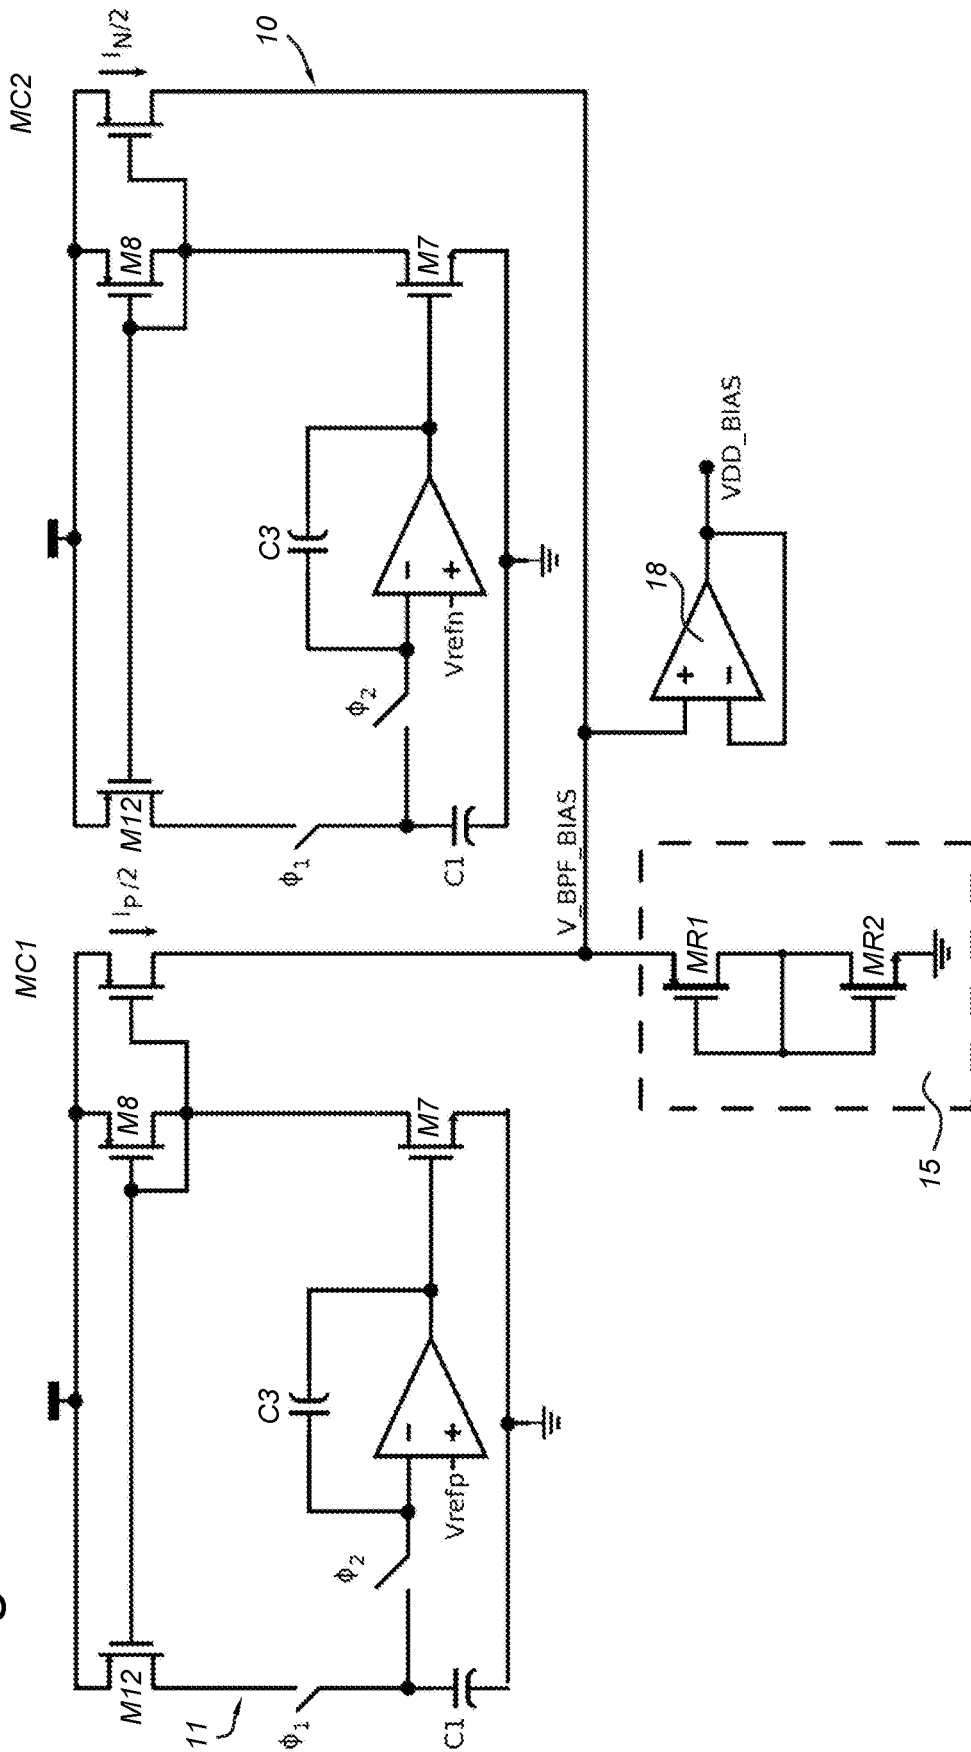 MC1
MC2
M12
M8
I_P/2
M12
M8
I_N/2
11
10
ϕ1
ϕ2
C3
Vrefp
M7
C1
ϕ1
ϕ2
C3
Vrefn
M7
C1
V_BPF_BIAS
18
VDD_BIAS
MR1
MR2
15
− +
− +
+ −